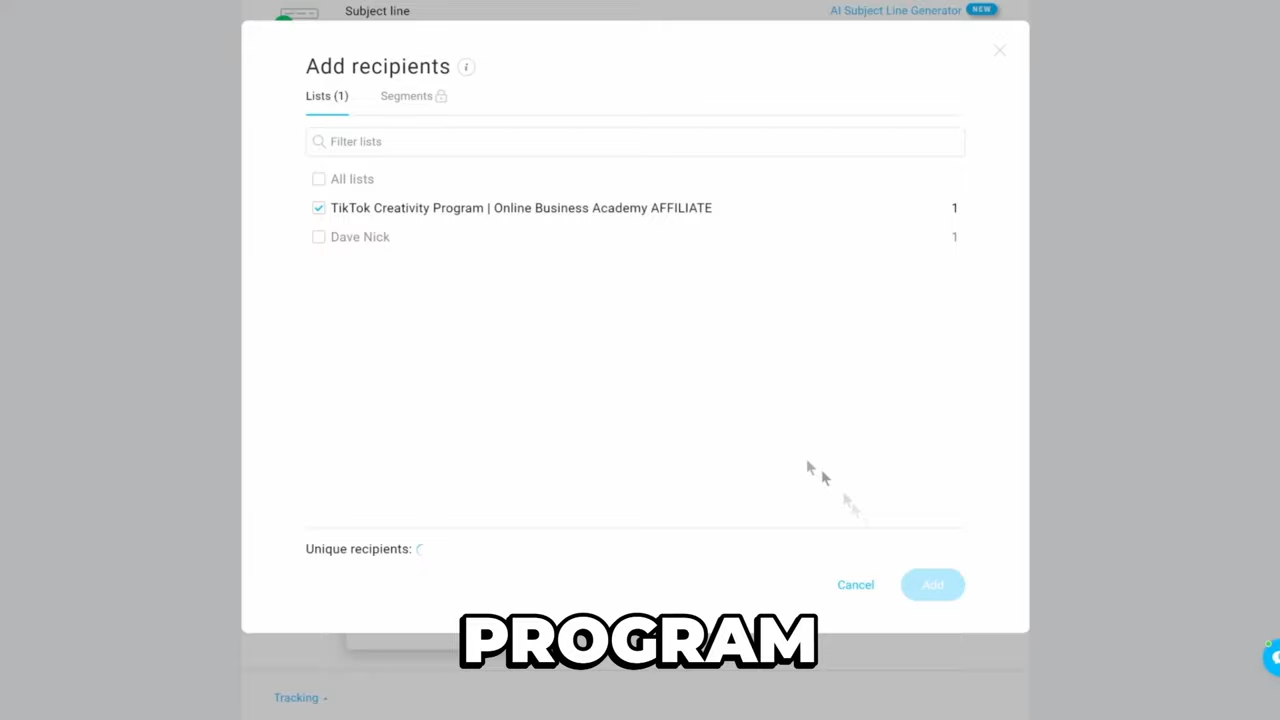 Subject line
AI Subject Line Generator NEW
Add recipients i
Lists (1) Segments
Filter lists
All lists
TikTok Creativity Program | Online Business Academy AFFILIATE 1
Dave Nick 1
Unique recipients:
Cancel Add
PROGRAM
Tracking